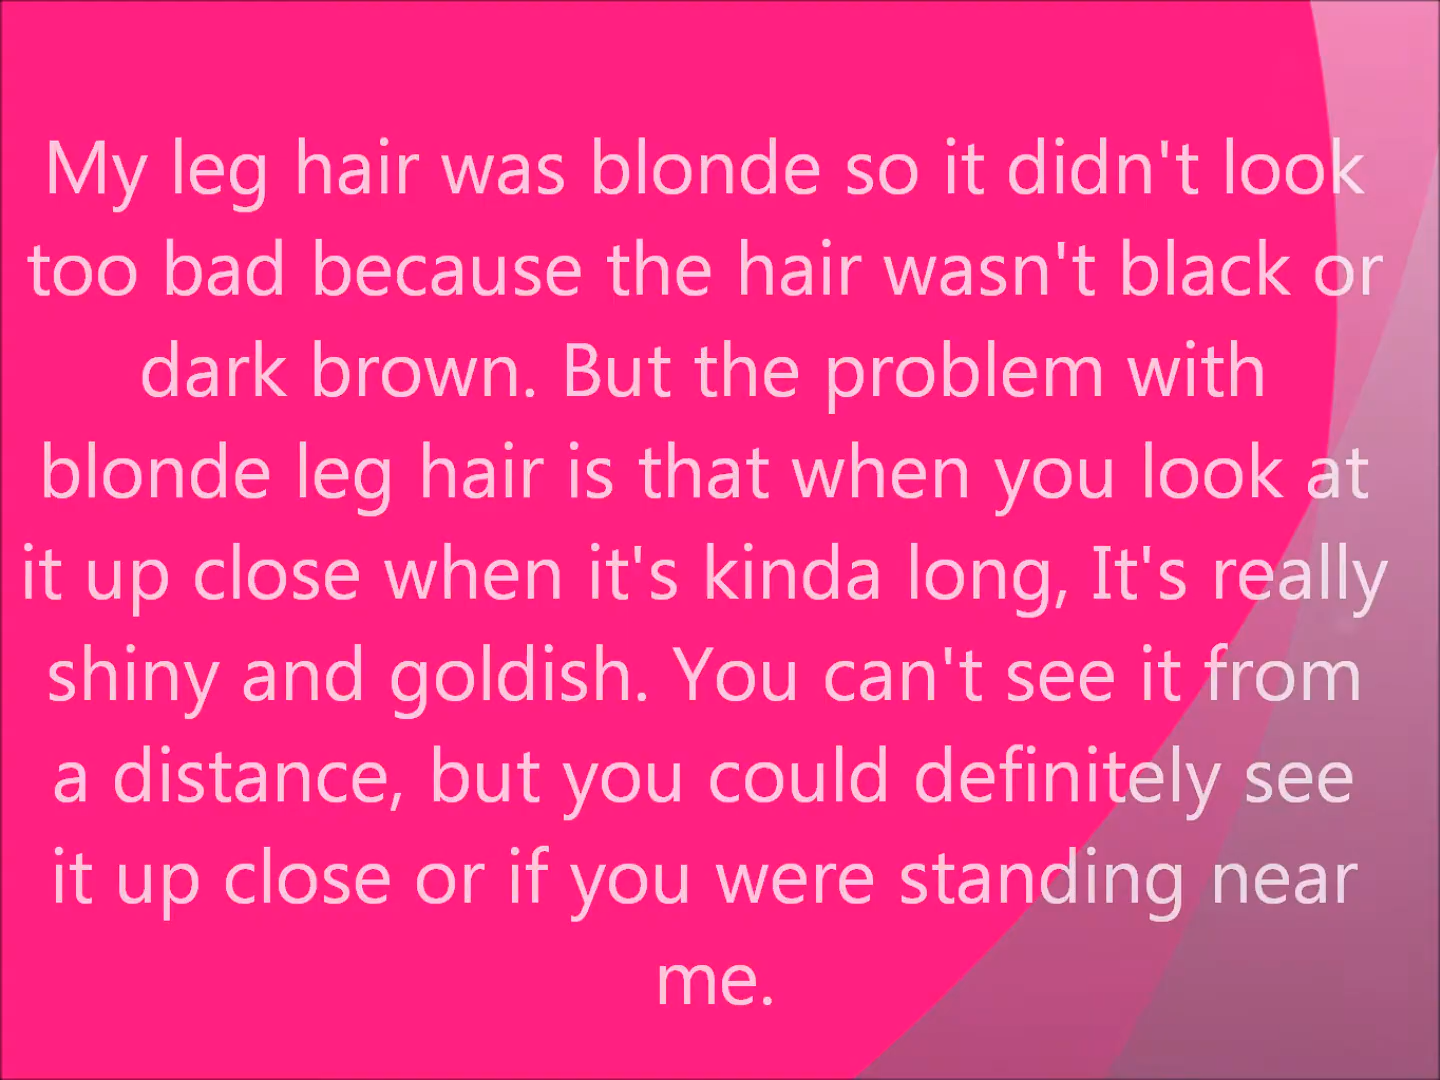 My leg hair was blonde so it didn't look
too bad because the hair wasn't black or
dark brown. But the problem with
blonde leg hair is that when you look at
it up close when it's kinda long, It's really
shiny and goldish. You can't see it from
a distance, but you could definitely see
it up close or if you were standing near
me.